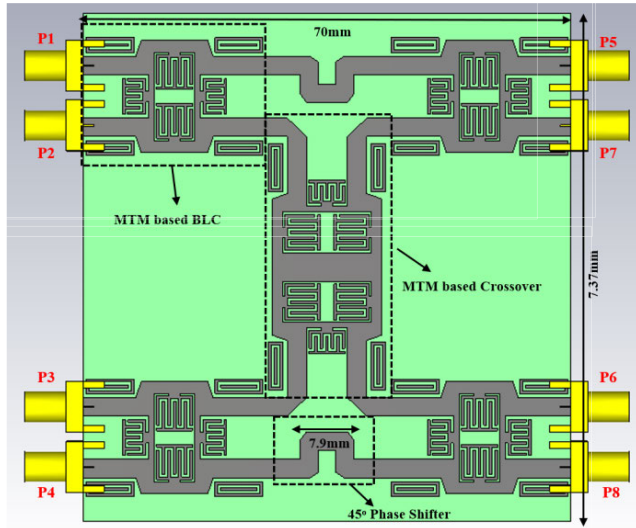 P1
70mm
P5
P2
P7
MTM based BLC
MTM based Crossover
7.37mm
P3
P6
7.9mm
P4
P8
45° Phase Shifter